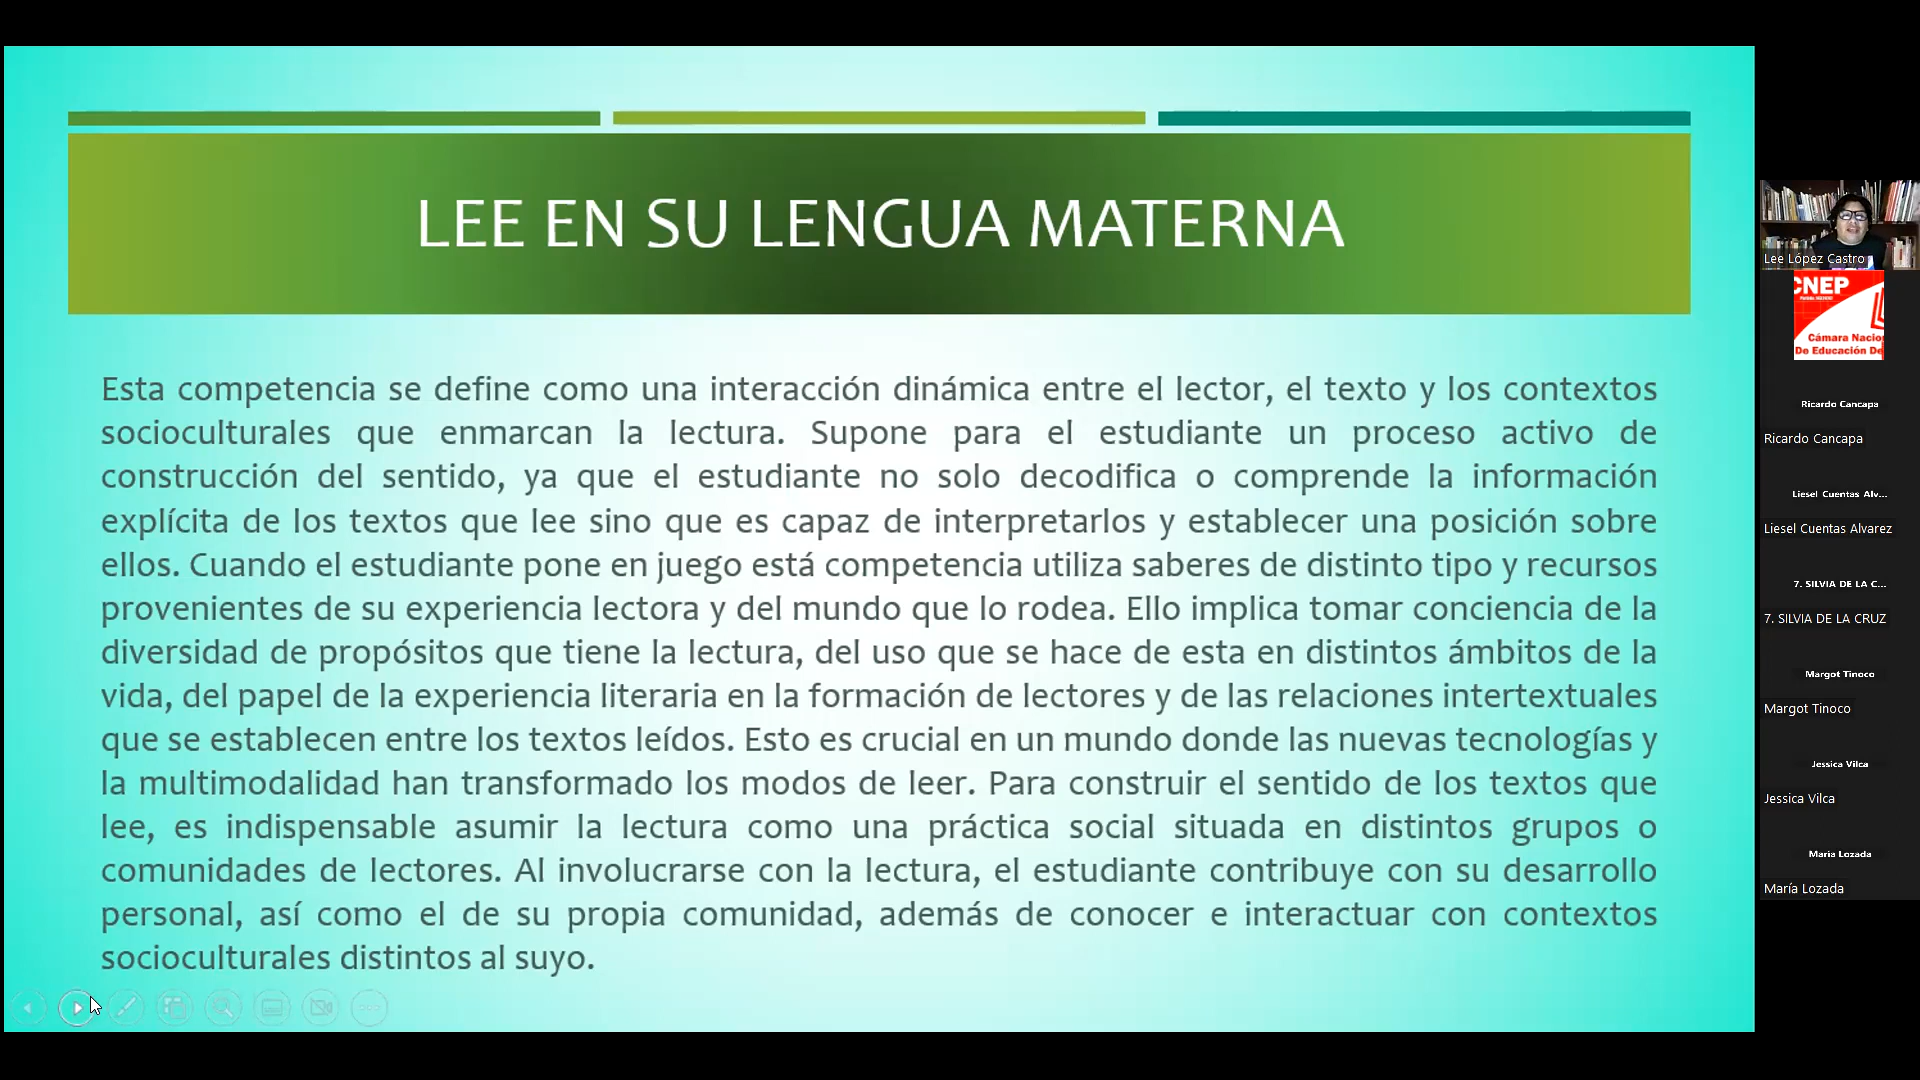 LEE EN SU LENGUA MATERNA
Esta competencia se define como una interacción dinámica entre el lector, el texto y los contextos
socioculturales que enmarcan la lectura. Supone para el estudiante un proceso activo de
construcción del sentido, ya que el estudiante no solo decodifica o comprende la información
explícita de los textos que lee sino que es capaz de interpretarlos y establecer una posición sobre
ellos. Cuando el estudiante pone en juego está competencia utiliza saberes de distinto tipo y recursos
provenientes de su experiencia lectora y del mundo que lo rodea. Ello implica tomar conciencia de la
diversidad de propósitos que tiene la lectura, del uso que se hace de esta en distintos ámbitos de la
vida, del papel de la experiencia literaria en la formación de lectores y de las relaciones intertextuales
que se establecen entre los textos leídos. Esto es crucial en un mundo donde las nuevas tecnologías y
la multimodalidad han transformado los modos de leer. Para construir el sentido de los textos que
lee, es indispensable asumir la lectura como una práctica social situada en distintos grupos o
comunidades de lectores. Al involucrarse con la lectura, el estudiante contribuye con su desarrollo
personal, así como el de su propia comunidad, además de conocer e interactuar con contextos
socioculturales distintos al suyo.
Lee López Castro
CNEP
Cámara Nacio
De Educación De
Ricardo Cancapa
Ricardo Cancapa
Liesel Cuentas Alv...
Liesel Cuentas Alvarez
7. SILVIA DE LA C...
7. SILVIA DE LA CRUZ
Margot Tinoco
Margot Tinoco
Jessica Vilca
Jessica Vilca
María Lozada
María Lozada